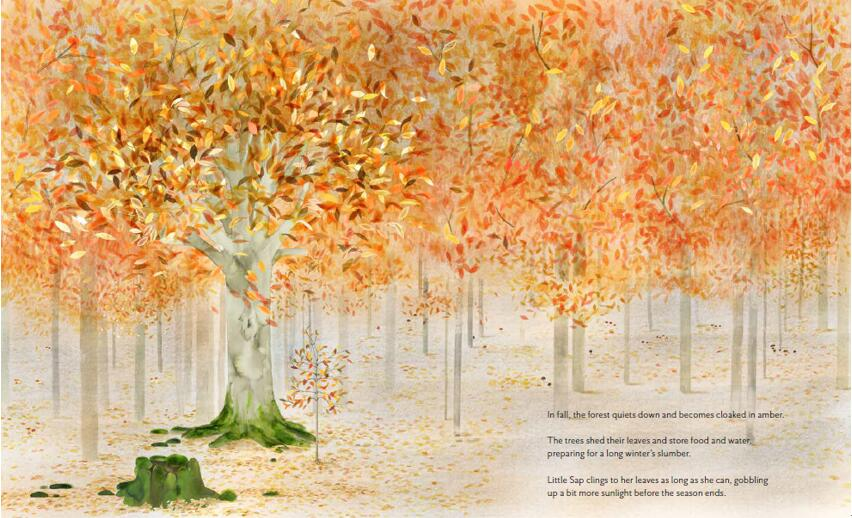 In fall, the forest quiets down and becomes cloaked in amber.
The trees shed their leaves and store food and water,
preparing for a long winter's slumber.
Little Sap clings to her leaves as long as she can, gobbling
up a bit more sunlight before the season ends.